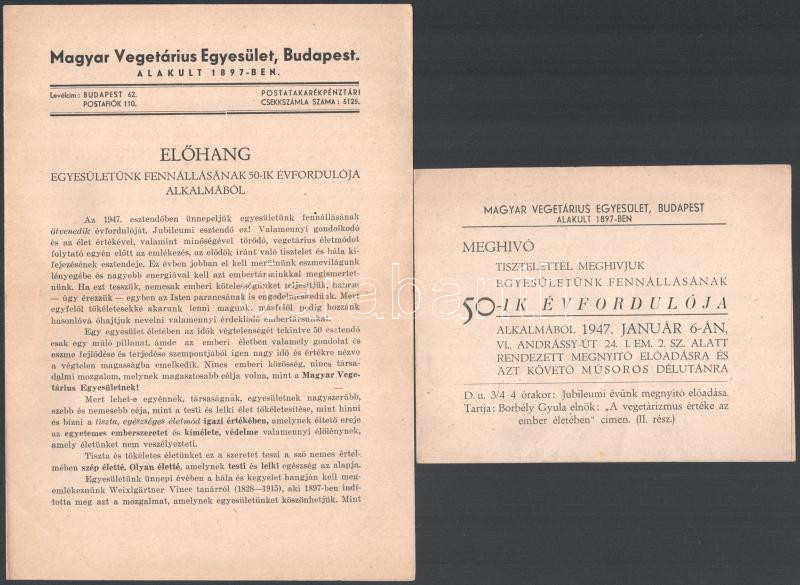 Magyar Vegetárius Egyesület, Budapest.
ALAKULT 1897-BEN.
Levélcím: BUDAPEST 62.
POSTAFIÓK 110.
POSTATAKARÉKPÉNZTÁRI
CSEKKSZÁMLA SZÁMA: 5125.
ELŐHANG
EGYESÜLETÜNK FENNÁLLÁSÁNAK 50-IK ÉVFORDULÓJA
ALKALMÁBÓL
Az 1947. esztendőben ünnepeljük egyesületünk fennállásának
ötvenedik évfordulóját. Jubileumi esztendő ez! Valamennyi gondolkodó
és az élet értékével, valamint minőségével törődő, vegetárius életmódot
folytató egyén előtt az emlékezés, az elődök iránt való tisztelet és hála ki-
fejezésének esztendeje. Ez évben jobban el kell merülnünk eszmevilágunk
lényegébe és nagyobb energiával kell azt embertársainkkal megismertet-
nünk. Ha ezt tesszük, nemcsak emberi kötelességünket teljesítjük, hanem
— úgy érezzük — egyben az Isten parancsának is engedelmeskedünk. Mert
egyfelől tökéletesekké akarunk lenni magunk, másfelől pedig hozzánk
hasonlóvá óhajtjuk nevelni valamennyi érdeklődő embertársunkat.
Egy egyesület életében az idők végtelenségét tekintve 50 esztendő
csak egy múló pillanat, ámde az emberi életben valamely gondolat és
eszme fejlődése és terjedése szempontjából igen nagy idő és értékre nézve
a végtelen magasságba emelkedik. Nincs emberi közösség, nincs társa-
dalmi mozgalom, melynek magasztosabb célja volna, mint a Magyar Vege-
tárius Egyesületnek!
Mert lehet-e egyénnek, társaságnak, egyesületnek nagyszerűbb,
szebb és nemesebb célja, mint a testi és lelki élet tökéletesítése, mint hinni
és bízni a tiszta, egészséges életmód igazi értékében, amelynek éltető ereje
az egyetemes emberszeretet és kímélete, védelme valamennyi élőlénynek,
amely életünket nem veszélyezteti.
Tiszta és tökéletes életünket ez a szeretet teszi a szó nemes értel-
mében szép életté. Olyan életté, amelynek testi és lelki egészség az alapja.
Egyesületünk ünnepi évében a hála és kegyelet hangján kell meg-
emlékeznünk Weixlgärtner Vince tanárról (1828—1915), aki 1897-ben indí-
totta meg azt a mozgalmat, amelynek egyesületünket köszönhetjük. Mint
MAGYAR VEGETÁRIUS EGYESÜLET, BUDAPEST
ALAKULT 1897-BEN
MEGHIVÓ
TISZTELETTEL MEGHIVJUK
EGYESÜLETÜNK FENNÁLLÁSÁNAK
50-IK ÉVFORDULÓJA
ALKALMÁBÓL 1947. JANUÁR 6-ÁN,
VI., ANDRÁSSY-ÚT 24. I. EM. 2. SZ. ALATT
RENDEZETT MEGNYITÓ ELŐADÁSRA ÉS
AZT KÖVETŐ MŰSOROS DÉLUTÁNRA
D. u. 3/4 4 órakor: Jubileumi évünk megnyitó előadása.
Tartja: Borbély Gyula elnök: „A vegetárizmus értéke az
ember életében" címen. (II. rész.)
darabanth